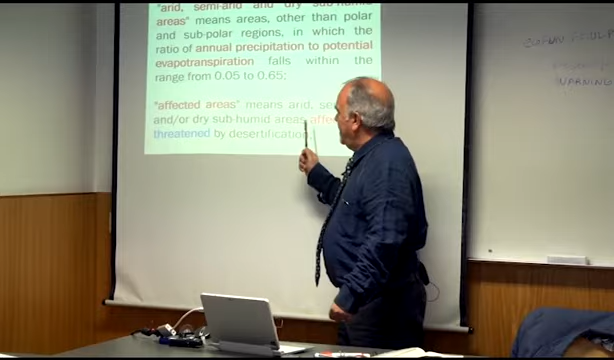 "arid, semi-arid and dry sub-humid
areas" means areas, other than polar
and sub-polar regions, in which the
ratio of annual precipitation to potential
evapotranspiration falls within the
range from 0.05 to 0.65;
"affected areas" means arid,
and/or dry sub-humid areas
threatened by desertification.
WARNING